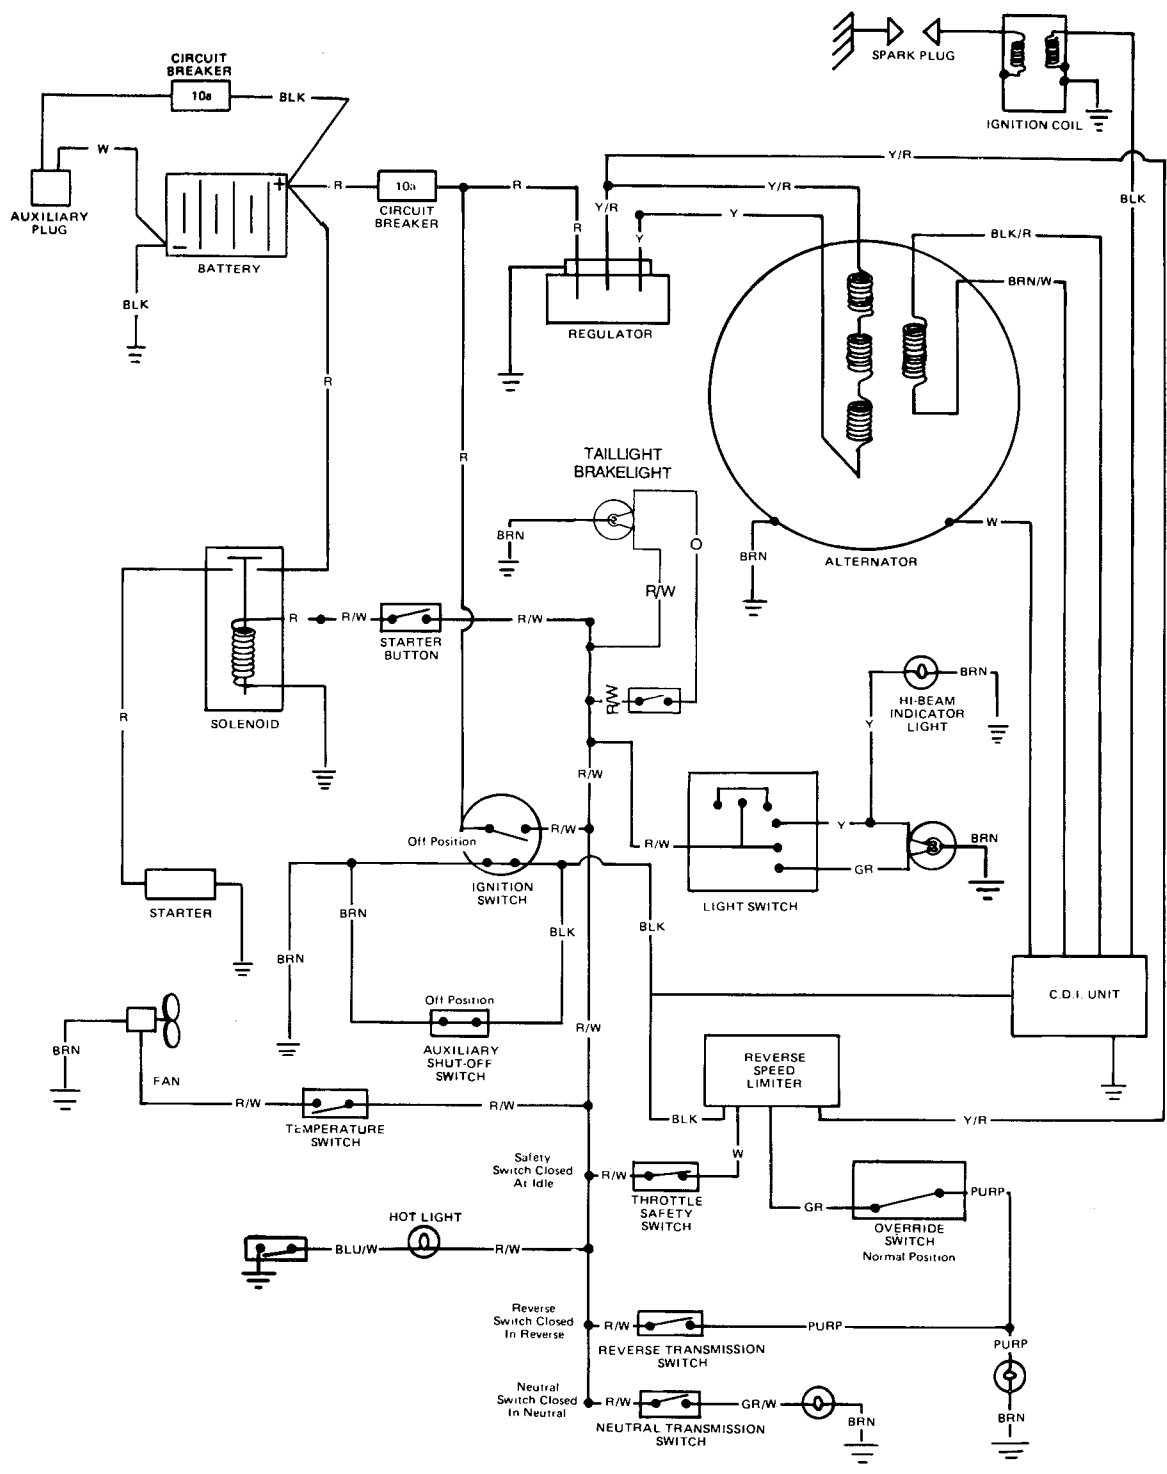 CIRCUIT
BREAKER
10a
BLK
W
AUXILIARY
PLUG
+
−
BATTERY
BLK
R
10a
CIRCUIT
BREAKER
R
R
Y/R
Y
REGULATOR
Y/R
Y/R
Y
SPARK PLUG
IGNITION COIL
BLK
BLK/R
BRN/W
ALTERNATOR
BRN
W
R
R
TAILLIGHT
BRAKELIGHT
BRN
O
R/W
SOLENOID
R
R/W
STARTER
BUTTON
R/W
R/W
R
R/W
HI-BEAM
INDICATOR
LIGHT
BRN
Y
Off Position
R/W
IGNITION
SWITCH
R/W
LIGHT SWITCH
Y
GR
BRN
STARTER
BRN
BRN
BLK
BLK
Off Position
AUXILIARY
SHUT-OFF
SWITCH
R/W
C.D.I. UNIT
BRN
FAN
R/W
TEMPERATURE
SWITCH
R/W
REVERSE
SPEED
LIMITER
BLK
W
Y/R
Safety
Switch Closed
At Idle
R/W
THROTTLE
SAFETY
SWITCH
GR
PURP
OVERRIDE
SWITCH
Normal Position
HOT LIGHT
BLU/W
R/W
Reverse
Switch Closed
In Reverse
R/W
PURP
REVERSE TRANSMISSION
SWITCH
PURP
BRN
Neutral
Switch Closed
In Neutral
R/W
GR/W
BRN
NEUTRAL TRANSMISSION
SWITCH